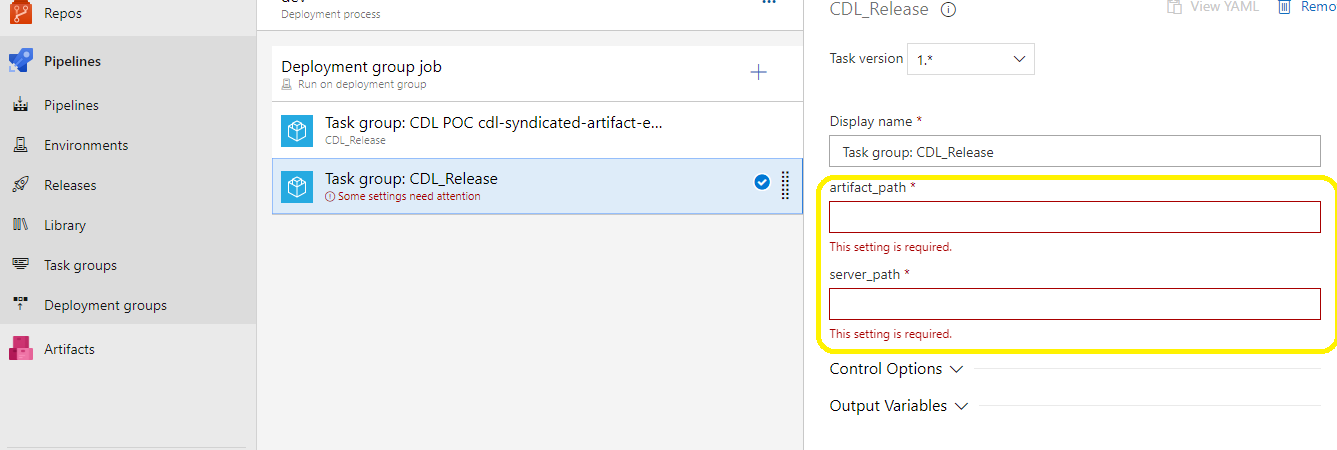 Repos
Pipelines
Pipelines
Environments
Releases
Library
Task groups
Deployment groups
Artifacts
Deployment process
Deployment group job
Run on deployment group
Task group: CDL POC cdl-syndicated-artifact-e...
CDL_Release
Task group: CDL_Release
Some settings need attention
CDL_Release
View YAML
Remo
Task version
1.*
Display name *
Task group: CDL_Release
artifact_path *
This setting is required.
server_path *
This setting is required.
Control Options
Output Variables